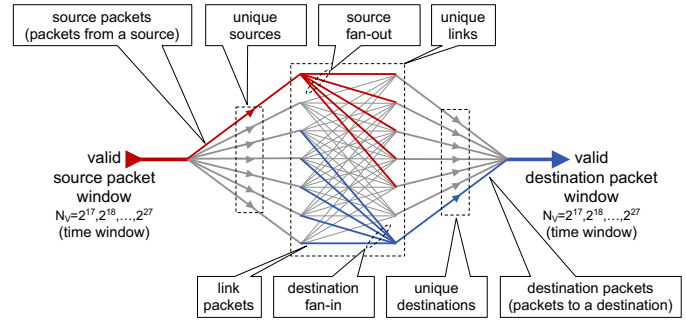 source packets
(packets from a source)
unique
sources
source
fan-out
unique
links
valid
source packet
window
N_V=2^17,2^18,…,2^27
(time window)
valid
destination packet
window
N_V=2^17,2^18,…,2^27
(time window)
link
packets
destination
fan-in
unique
destinations
destination packets
(packets to a destination)